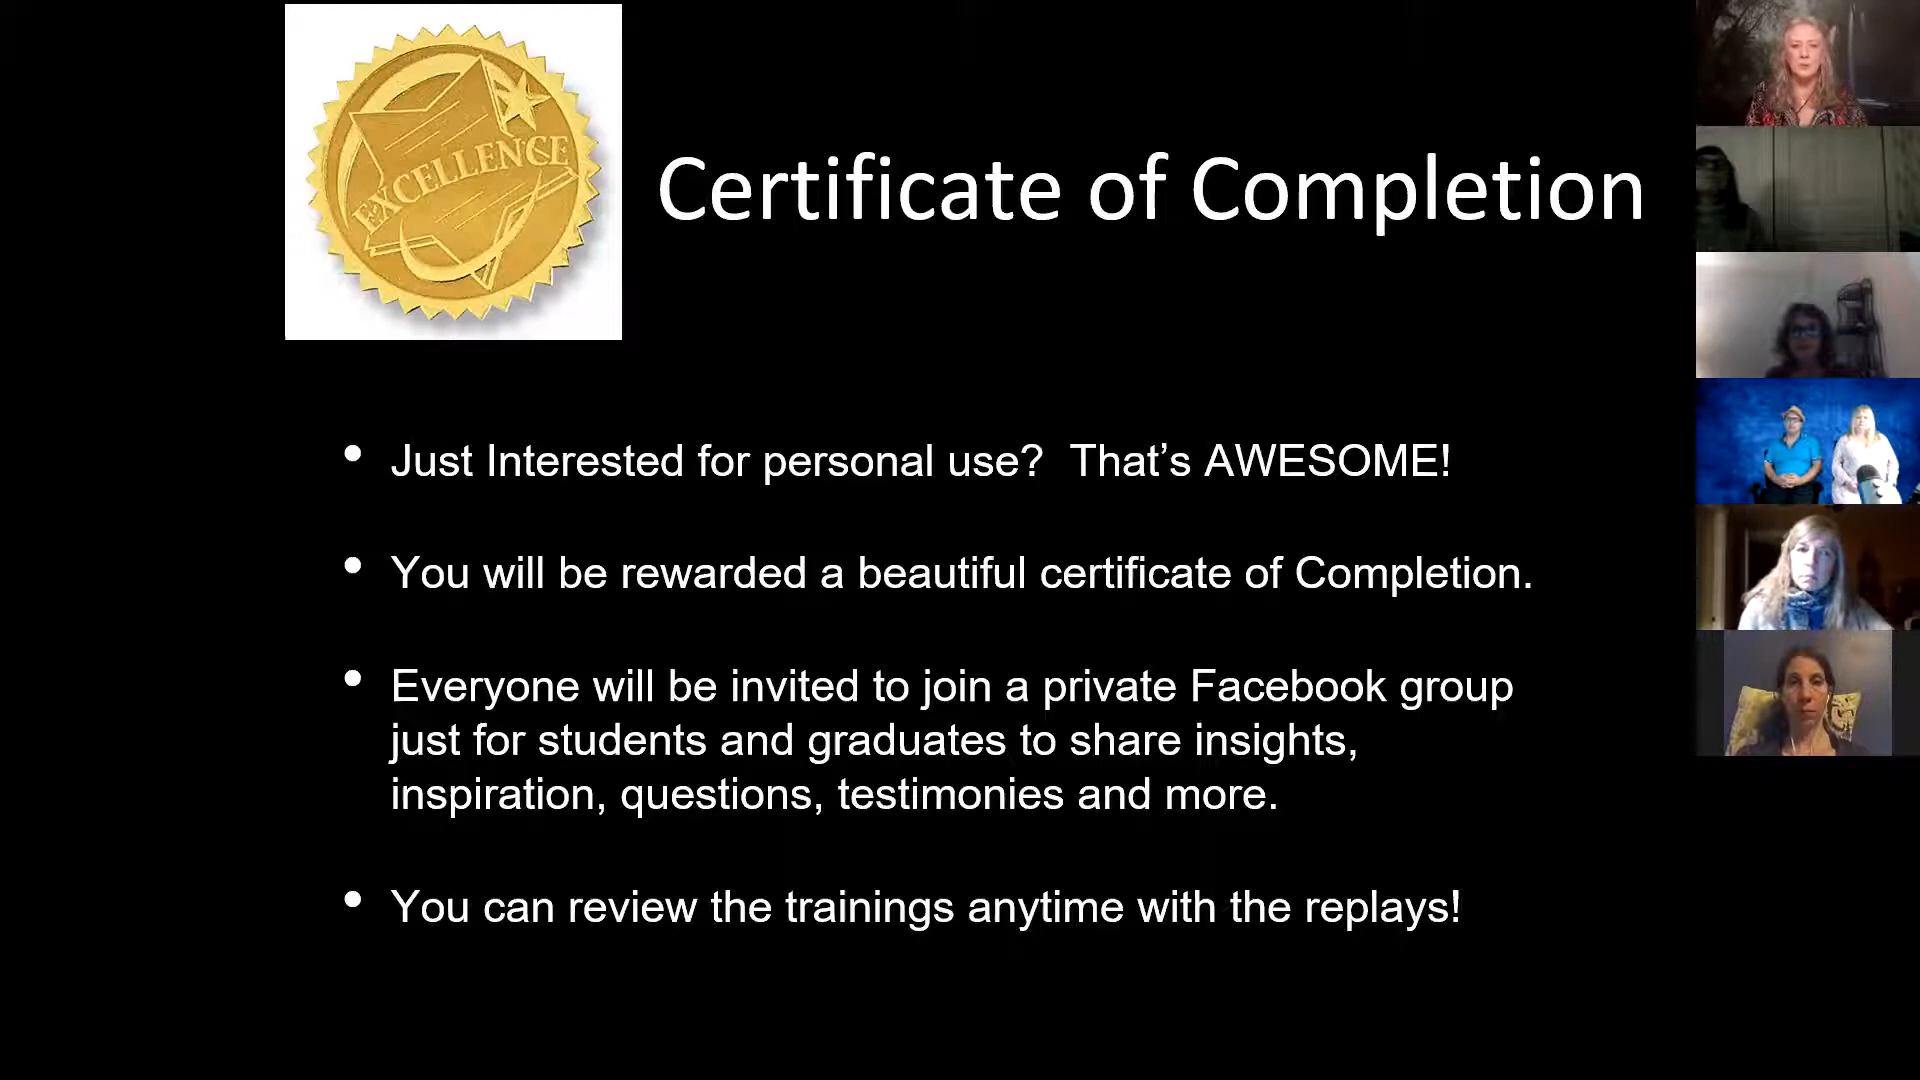 EXCELLENCE
Certificate of Completion
• Just Interested for personal use?  That’s AWESOME!
• You will be rewarded a beautiful certificate of Completion.
• Everyone will be invited to join a private Facebook group
just for students and graduates to share insights,
inspiration, questions, testimonies and more.
• You can review the trainings anytime with the replays!